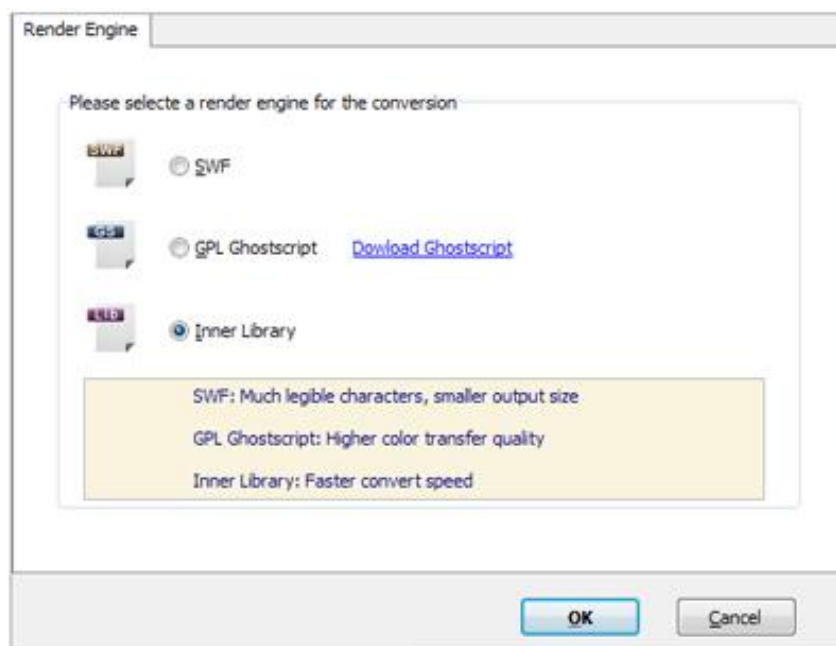 Render Engine
Please selecte a render engine for the conversion
SWF
SWF
GS
GPL Ghostscript Dowload Ghostscript
Lib
Inner Library
SWF: Much legible characters, smaller output size
GPL Ghostscript: Higher color transfer quality
Inner Library: Faster convert speed
OK Cancel